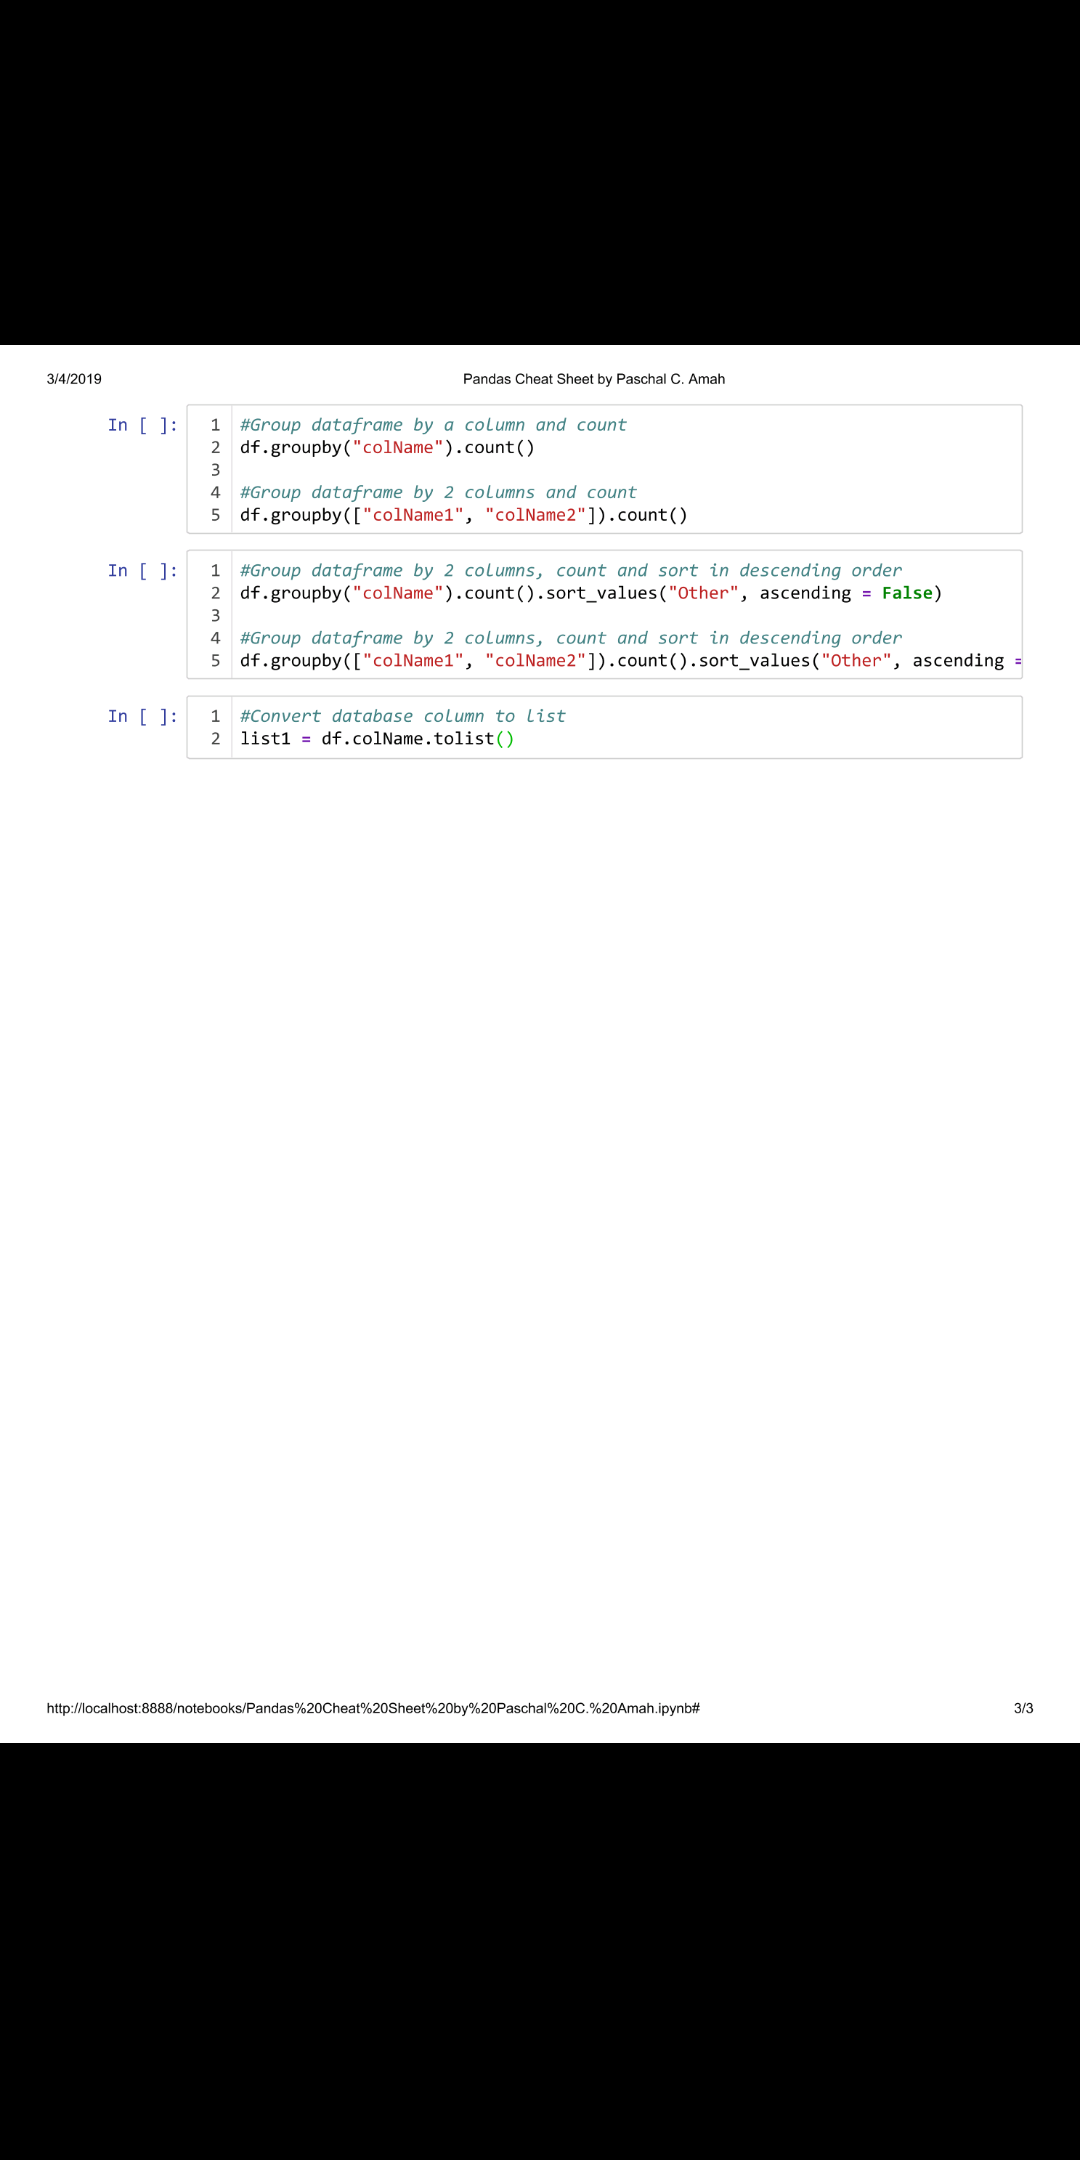 3/4/2019 Pandas Cheat Sheet by Paschal C. Amah
In [ ]: 1 #Group dataframe by a column and count
2 df.groupby("colName").count()
3
4 #Group dataframe by 2 columns and count
5 df.groupby(["colName1", "colName2"]).count()
In [ ]: 1 #Group dataframe by 2 columns, count and sort in descending order
2 df.groupby("colName").count().sort_values("Other", ascending = False)
3
4 #Group dataframe by 2 columns, count and sort in descending order
5 df.groupby(["colName1", "colName2"]).count().sort_values("Other", ascending =
In [ ]: 1 #Convert database column to list
2 list1 = df.colName.tolist()
http://localhost:8888/notebooks/Pandas%20Cheat%20Sheet%20by%20Paschal%20C.%20Amah.ipynb# 3/3